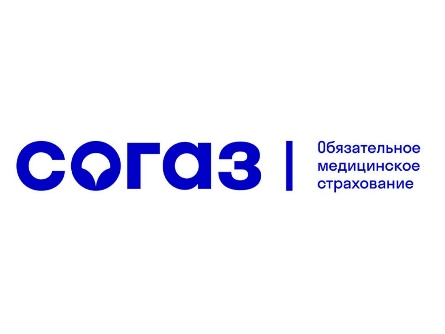 согаз
Обязательное
медицинское
страхование